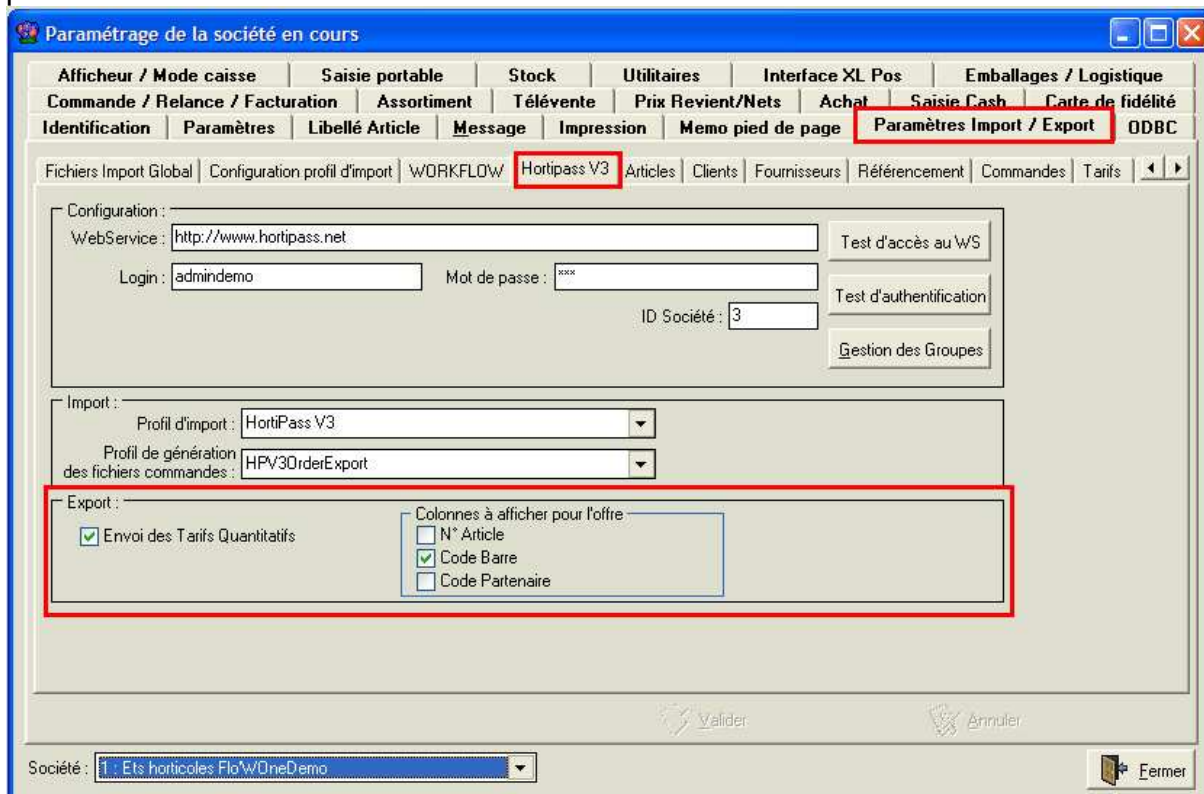 Paramétrage de la société en cours
Afficheur / Mode caisse Saisie portable Stock Utilitaires Interface XL Pos Emballages / Logistique
Commande / Relance / Facturation Assortiment Télévente Prix Revient/Nets Achat Saisie Cash Carte de fidélité
Identification Paramètres Libellé Article Message Impression Memo pied de page Paramètres Import / Export ODBC
Fichiers Import Global Configuration profil d'import WORKFLOW Hortipass V3 Articles Clients Fournisseurs Référencement Commandes Tarifs
Configuration :
WebService : http://www.hortipass.net Test d'accès au WS
Login : admindemo Mot de passe : ***
Test d'authentification
ID Société : 3
Gestion des Groupes
Import :
Profil d'import : HortiPass V3
Profil de génération
des fichiers commandes : HPV3OrderExport
Export :
Colonnes à afficher pour l'offre
Envoi des Tarifs Quantitatifs N° Article
Code Barre
Code Partenaire
Valider Annuler
Société : 1 : Ets horticoles Flo'WOneDemo Fermer